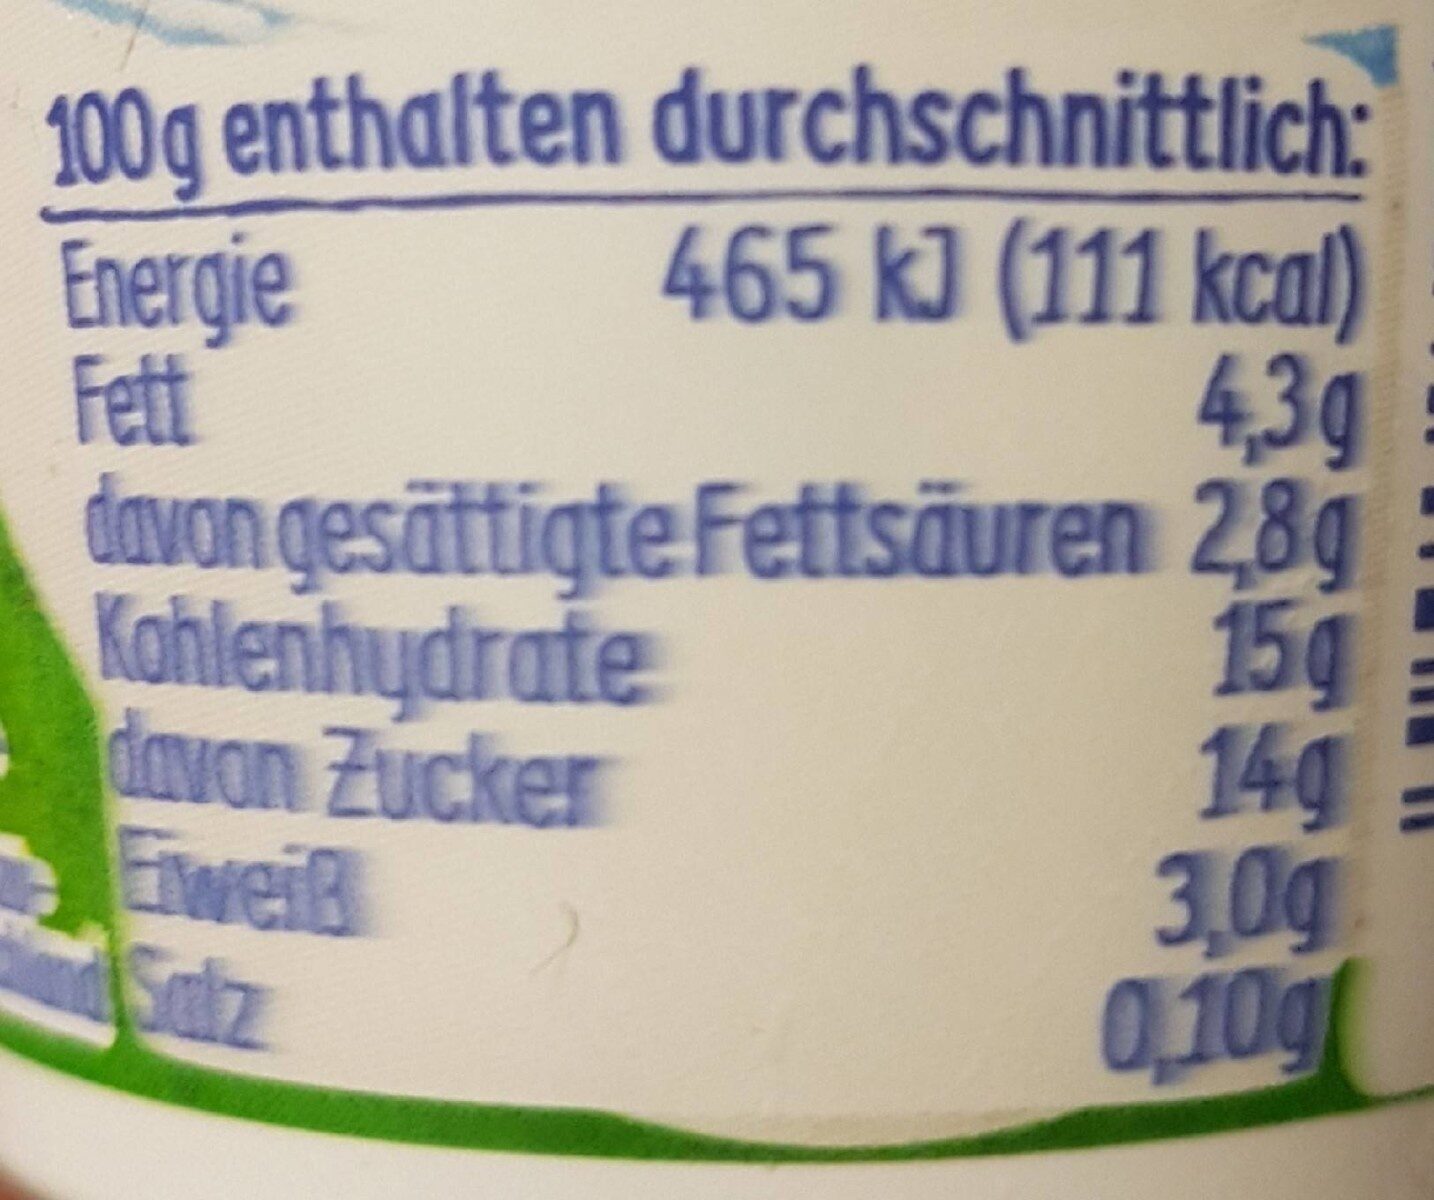 100g enthalten durchschnittlich:
Energie 465 kJ (111 kcal)
Fett 4,3g
davon gesättigte Fettsäuren 2,8g
Kohlenhydrate 15g
davon Zucker 14g
Eiweiß 3,0g
Salz 0,10g